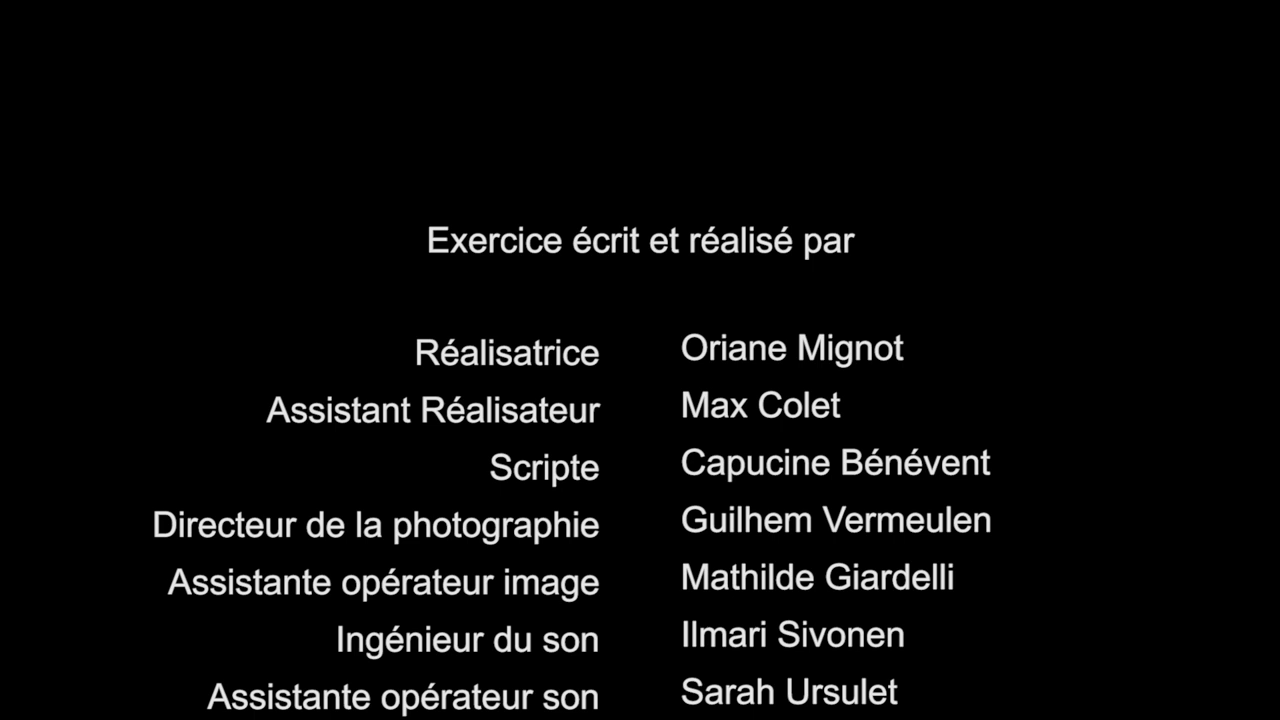 Exercice écrit et réalisé par
Réalisatrice Oriane Mignot
Assistant Réalisateur Max Colet
Scripte Capucine Bénévent
Directeur de la photographie Guilhem Vermeulen
Assistante opérateur image Mathilde Giardelli
Ingénieur du son Ilmari Sivonen
Assistante opérateur son Sarah Ursulet